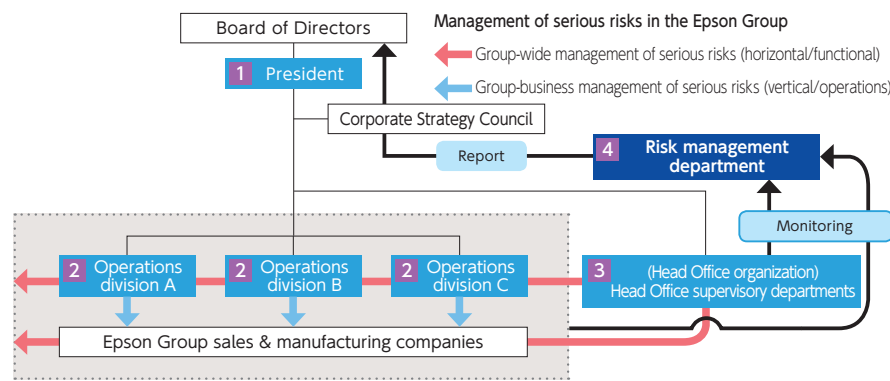 Board of Directors
Management of serious risks in the Epson Group
Group-wide management of serious risks (horizontal/functional)
Group-business management of serious risks (vertical/operations)
1 President
Corporate Strategy Council
Report
4 Risk management
department
Monitoring
2 Operations
division A
2 Operations
division B
2 Operations
division C
3 (Head Office organization)
Head Office supervisory departments
Epson Group sales & manufacturing companies